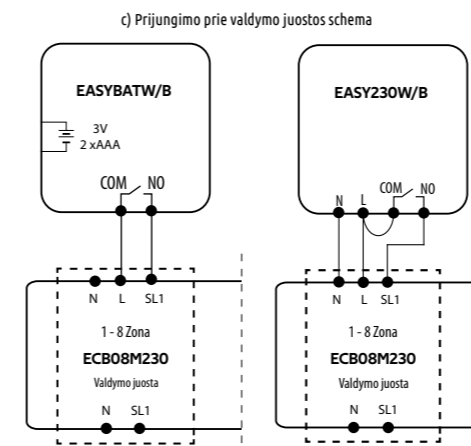 c) Prijungimo prie valdymo juostos schema
EASYBATW/B
3V
2 xAAA
COM NO
N L SL1
1 - 8 Zona
ECB08M230
Valdymo juosta
N SL1
EASY230W/B
N L COM NO
N L SL1
1 - 8 Zona
ECB08M230
Valdymo juosta
N SL1